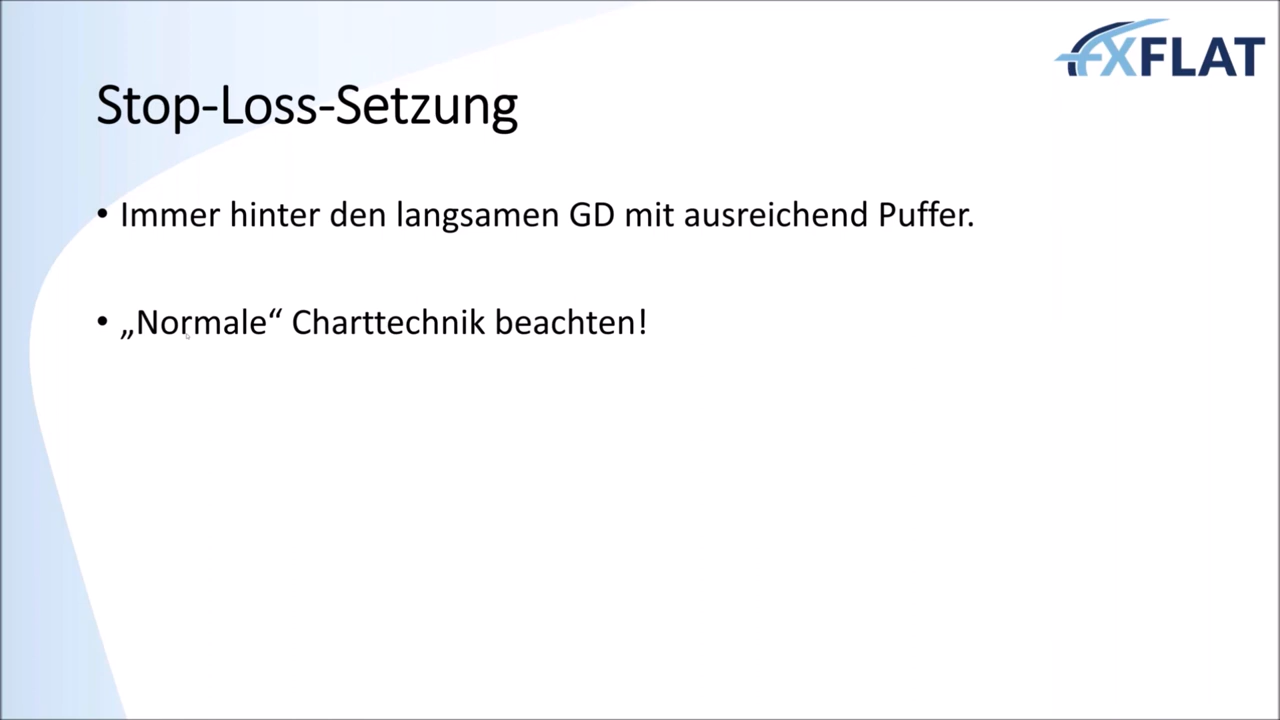 FXFLAT
Stop-Loss-Setzung
• Immer hinter den langsamen GD mit ausreichend Puffer.
• „Normale“ Charttechnik beachten!